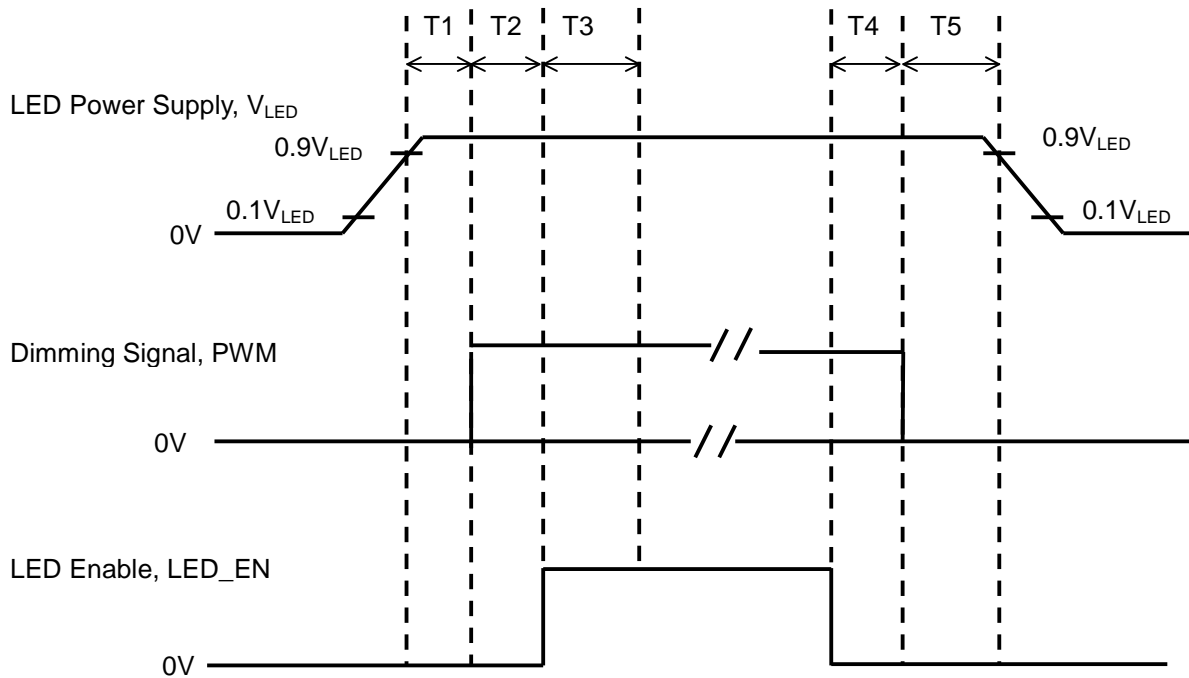 T1 T2 T3 T4 T5
LED Power Supply, VLED
0.9VLED 0.9VLED
0.1VLED 0.1VLED
0V
Dimming Signal, PWM
0V
LED Enable, LED_EN
0V